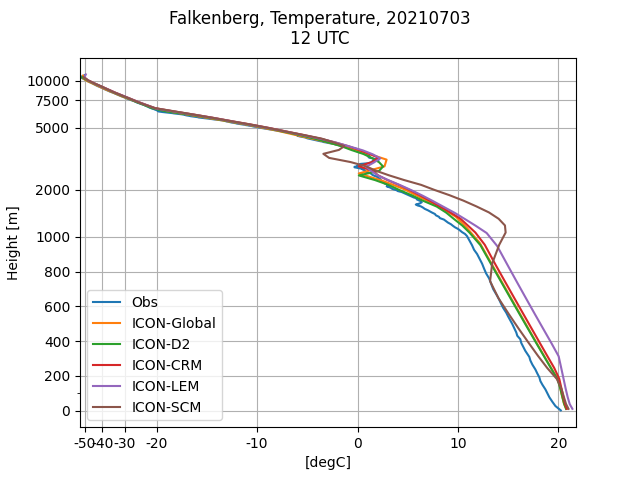 Falkenberg, Temperature, 20210703
12 UTC
10000
7500
5000
2000
1000
800
600
400
200
0
Height [m]
Obs
ICON-Global
ICON-D2
ICON-CRM
ICON-LEM
ICON-SCM
-50 -40 -30 -20 -10 0 10 20
[degC]